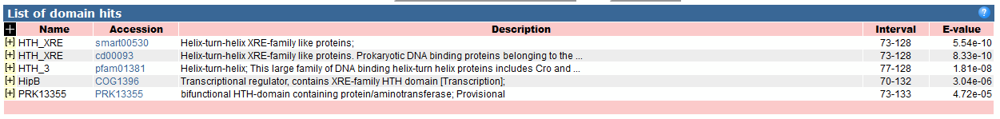 List of domain hits ?
+ Name Accession Description Interval E-value
[+] HTH_XRE smart00530 Helix-turn-helix XRE-family like proteins; 73-128 5.54e-10
[+] HTH_XRE cd00093 Helix-turn-helix XRE-family like proteins. Prokaryotic DNA binding proteins belonging to the ... 73-128 8.33e-10
[+] HTH_3 pfam01381 Helix-turn-helix; This large family of DNA binding helix-turn helix proteins includes Cro and ... 77-128 1.81e-08
[+] HipB COG1396 Transcriptional regulator, contains XRE-family HTH domain [Transcription]; 70-132 3.04e-06
[+] PRK13355 PRK13355 bifunctional HTH-domain containing protein/aminotransferase; Provisional 73-133 4.72e-05